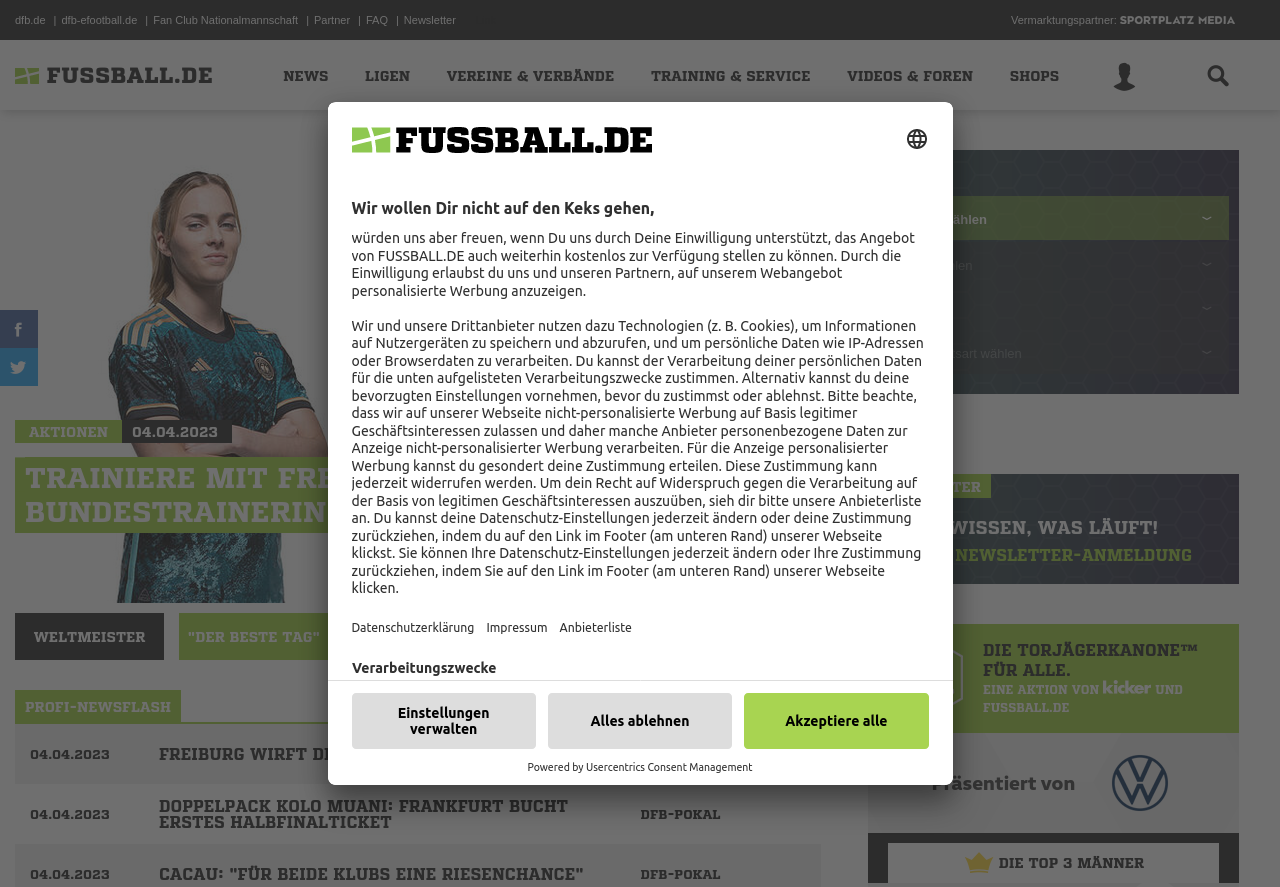 dfb.de | dfb-efootball.de | Fan Club Nationalmannschaft | Partner | FAQ | Newsletter
Vermarktungspartner: SPORTPLATZ MEDIA
FUSSBALL.DE
NEWS LIGEN VEREINE & VERBÄNDE TRAINING & SERVICE VIDEOS & FOREN SHOPS
FUSSBALL.DE
Wir wollen Dir nicht auf den Keks gehen,
würden uns aber freuen, wenn Du uns durch Deine Einwilligung unterstützt, das Angebot
von FUSSBALL.DE auch weiterhin kostenlos zur Verfügung stellen zu können. Durch die
Einwilligung erlaubst du uns und unseren Partnern, auf unserem Webangebot
personalisierte Werbung anzuzeigen.
Wir und unsere Drittanbieter nutzen dazu Technologien (z. B. Cookies), um Informationen
auf Nutzergeräten zu speichern und abzurufen, und um persönliche Daten wie IP-Adressen
oder Browserdaten zu verarbeiten. Du kannst der Verarbeitung deiner persönlichen Daten
für die unten aufgelisteten Verarbeitungszwecke zustimmen. Alternativ kannst du deine
bevorzugten Einstellungen vornehmen, bevor du zustimmst oder ablehnst. Bitte beachte,
dass wir auf unserer Webseite nicht-personalisierte Werbung auf Basis legitimer
Geschäftsinteressen zulassen und daher manche Anbieter personenbezogene Daten zur
Anzeige nicht-personalisierter Werbung verarbeiten. Für die Anzeige personalisierter
Werbung kannst du gesondert deine Zustimmung erteilen. Diese Zustimmung kann
jederzeit widerrufen werden. Um dein Recht auf Widerspruch gegen die Verarbeitung auf
der Basis von legitimen Geschäftsinteressen auszuüben, sieh dir bitte unsere Anbieterliste
an. Du kannst deine Datenschutz-Einstellungen jederzeit ändern oder deine Zustimmung
zurückziehen, indem du auf den Link im Footer (am unteren Rand) unserer Webseite
klickst. Sie können Ihre Datenschutz-Einstellungen jederzeit ändern oder Ihre Zustimmung
zurückziehen, indem Sie auf den Link im Footer (am unteren Rand) unserer Webseite
klicken.
Datenschutzerklärung Impressum Anbieterliste
Verarbeitungszwecke
Einstellungen
verwalten
Alles ablehnen
Akzeptiere alle
Powered by Usercentrics Consent Management
AKTIONEN 04.04.2023
TRAINIERE MIT
BUNDESTRAINERIN
WELTMEISTER
"DER BESTE TAG"
PROFI-NEWSFLASH
04.04.2023 FREIBURG WIRFT
04.04.2023 DOPPELPACK KOLO MUANI: FRANKFURT BUCHT
ERSTES HALBFINALTICKET DFB-POKAL
04.04.2023 CACAU: "FÜR BEIDE KLUBS EINE RIESENCHANCE" DFB-POKAL
WISSEN, WAS LÄUFT!
NEWSLETTER-ANMELDUNG
DIE TORJÄGERKANONE™
FÜR ALLE.
EINE AKTION VON kicker UND
FUSSBALL.DE
Präsentiert von
DIE TOP 3 MÄNNER